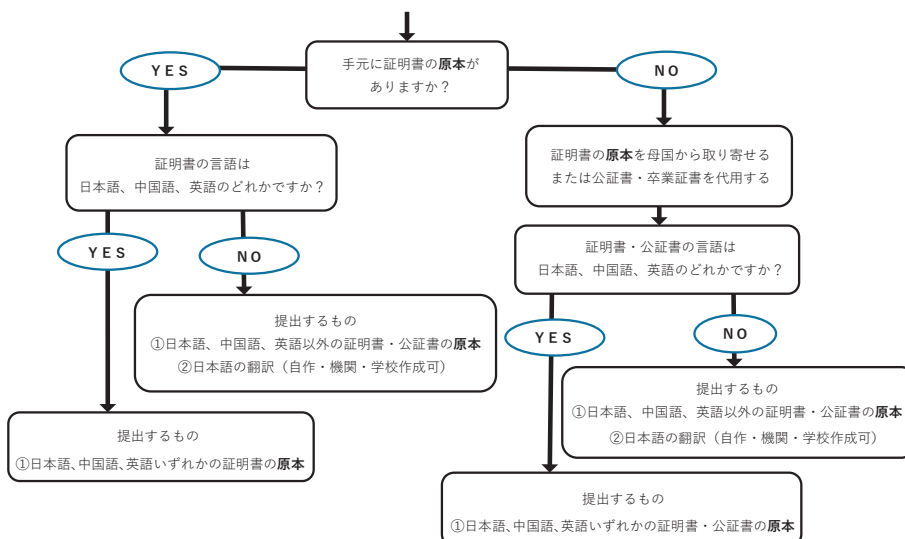 手元に証明書の原本が
ありますか？
YES
NO
証明書の言語は
日本語、中国語、英語のどれかですか？
証明書の原本を母国から取り寄せる
または公証書・卒業証書を代用する
YES
NO
証明書・公証書の言語は
日本語、中国語、英語のどれかですか？
提出するもの
①日本語、中国語、英語以外の証明書・公証書の原本
②日本語の翻訳（自作・機関・学校作成可）
YES
NO
提出するもの
①日本語、中国語、英語以外の証明書・公証書の原本
②日本語の翻訳（自作・機関・学校作成可）
提出するもの
①日本語、中国語、英語いずれかの証明書の原本
提出するもの
①日本語、中国語、英語いずれかの証明書・公証書の原本